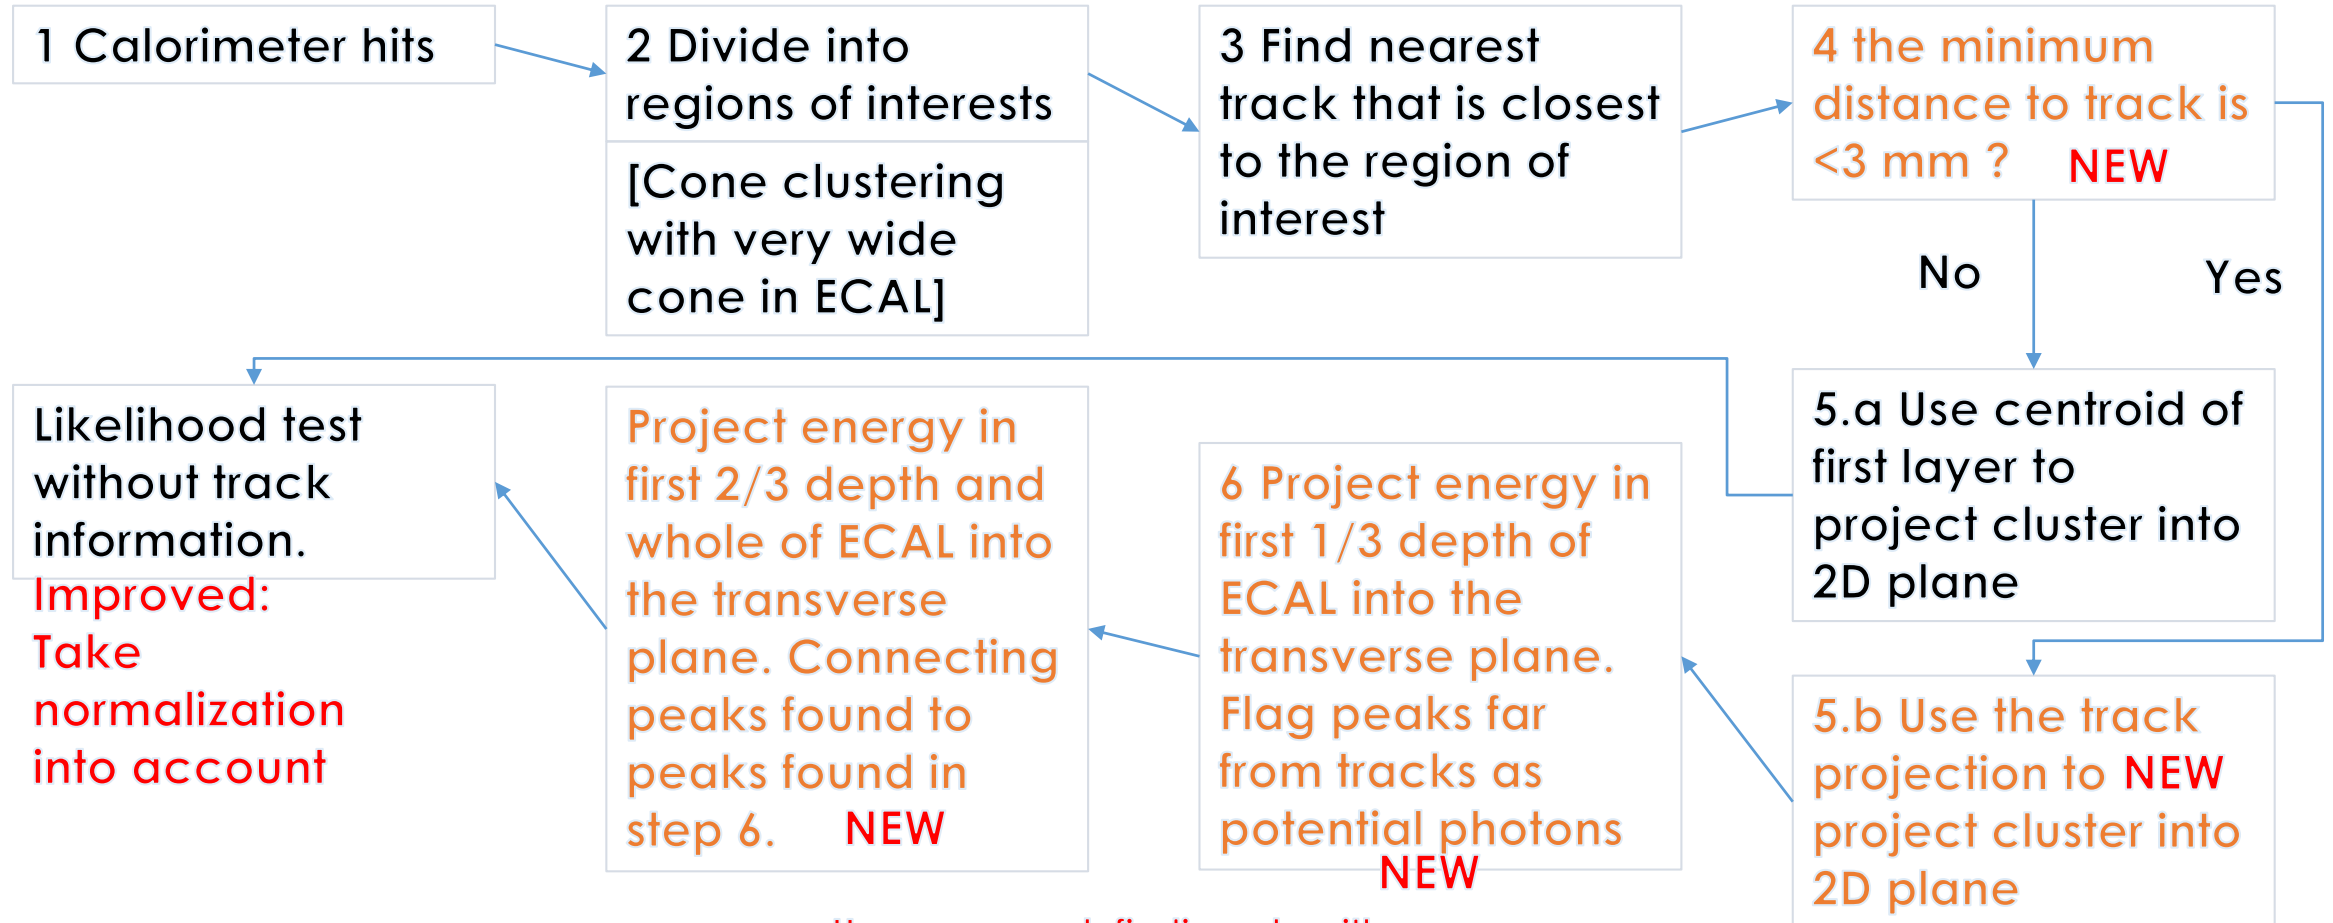 1 Calorimeter hits
2 Divide into
regions of interests
[Cone clustering
with very wide
cone in ECAL]
3 Find nearest
track that is closest
to the region of
interest
4 the minimum
distance to track is
<3 mm ? NEW
No
Yes
5.a Use centroid of
first layer to
project cluster into
2D plane
5.b Use the track
projection to NEW
project cluster into
2D plane
6 Project energy in
first 1/3 depth of
ECAL into the
transverse plane.
Flag peaks far
from tracks as
potential photons
NEW
Project energy in
first 2/3 depth and
whole of ECAL into
the transverse
plane. Connecting
peaks found to
peaks found in
step 6. NEW
Likelihood test
without track
information.
Improved:
Take
normalization
into account